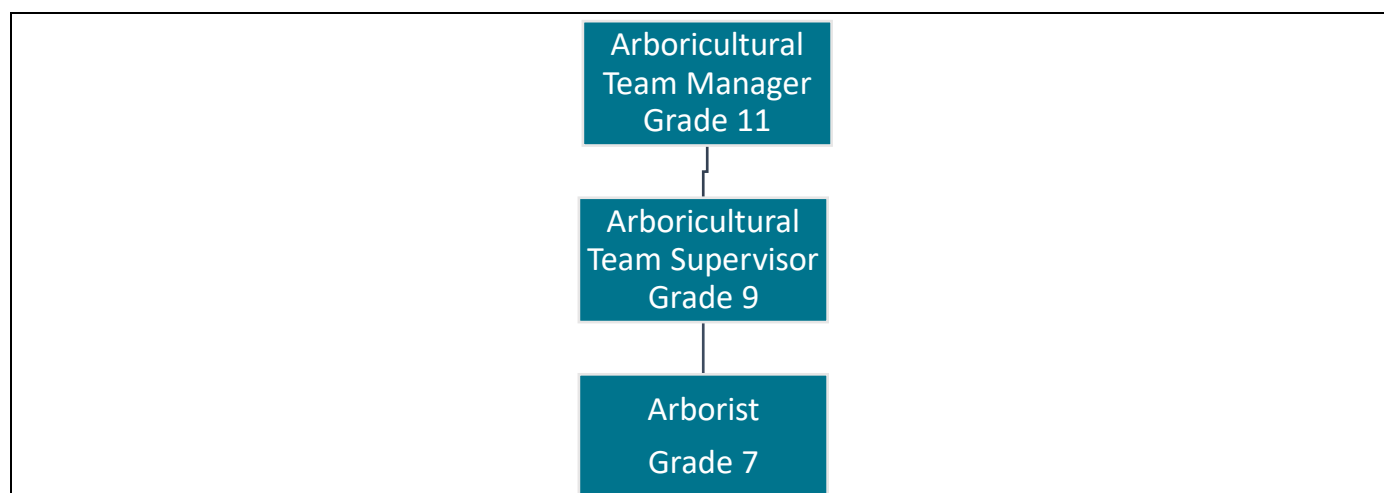 Arboricultural
Team Manager
Grade 11
Arboricultural
Team Supervisor
Grade 9
Arborist
Grade 7